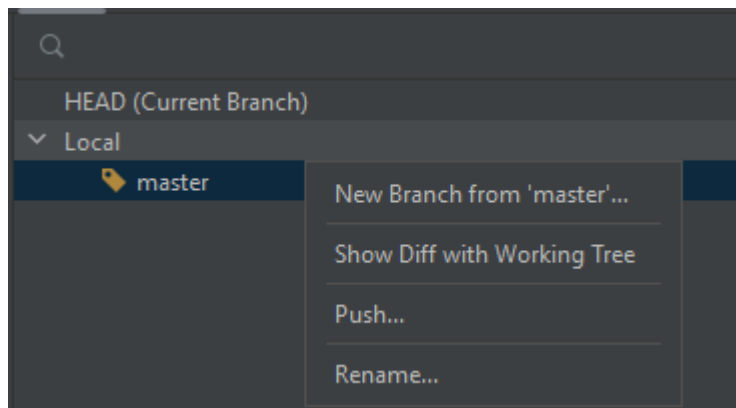 HEAD (Current Branch)
Local
master
New Branch from 'master'...
Show Diff with Working Tree
Push...
Rename...